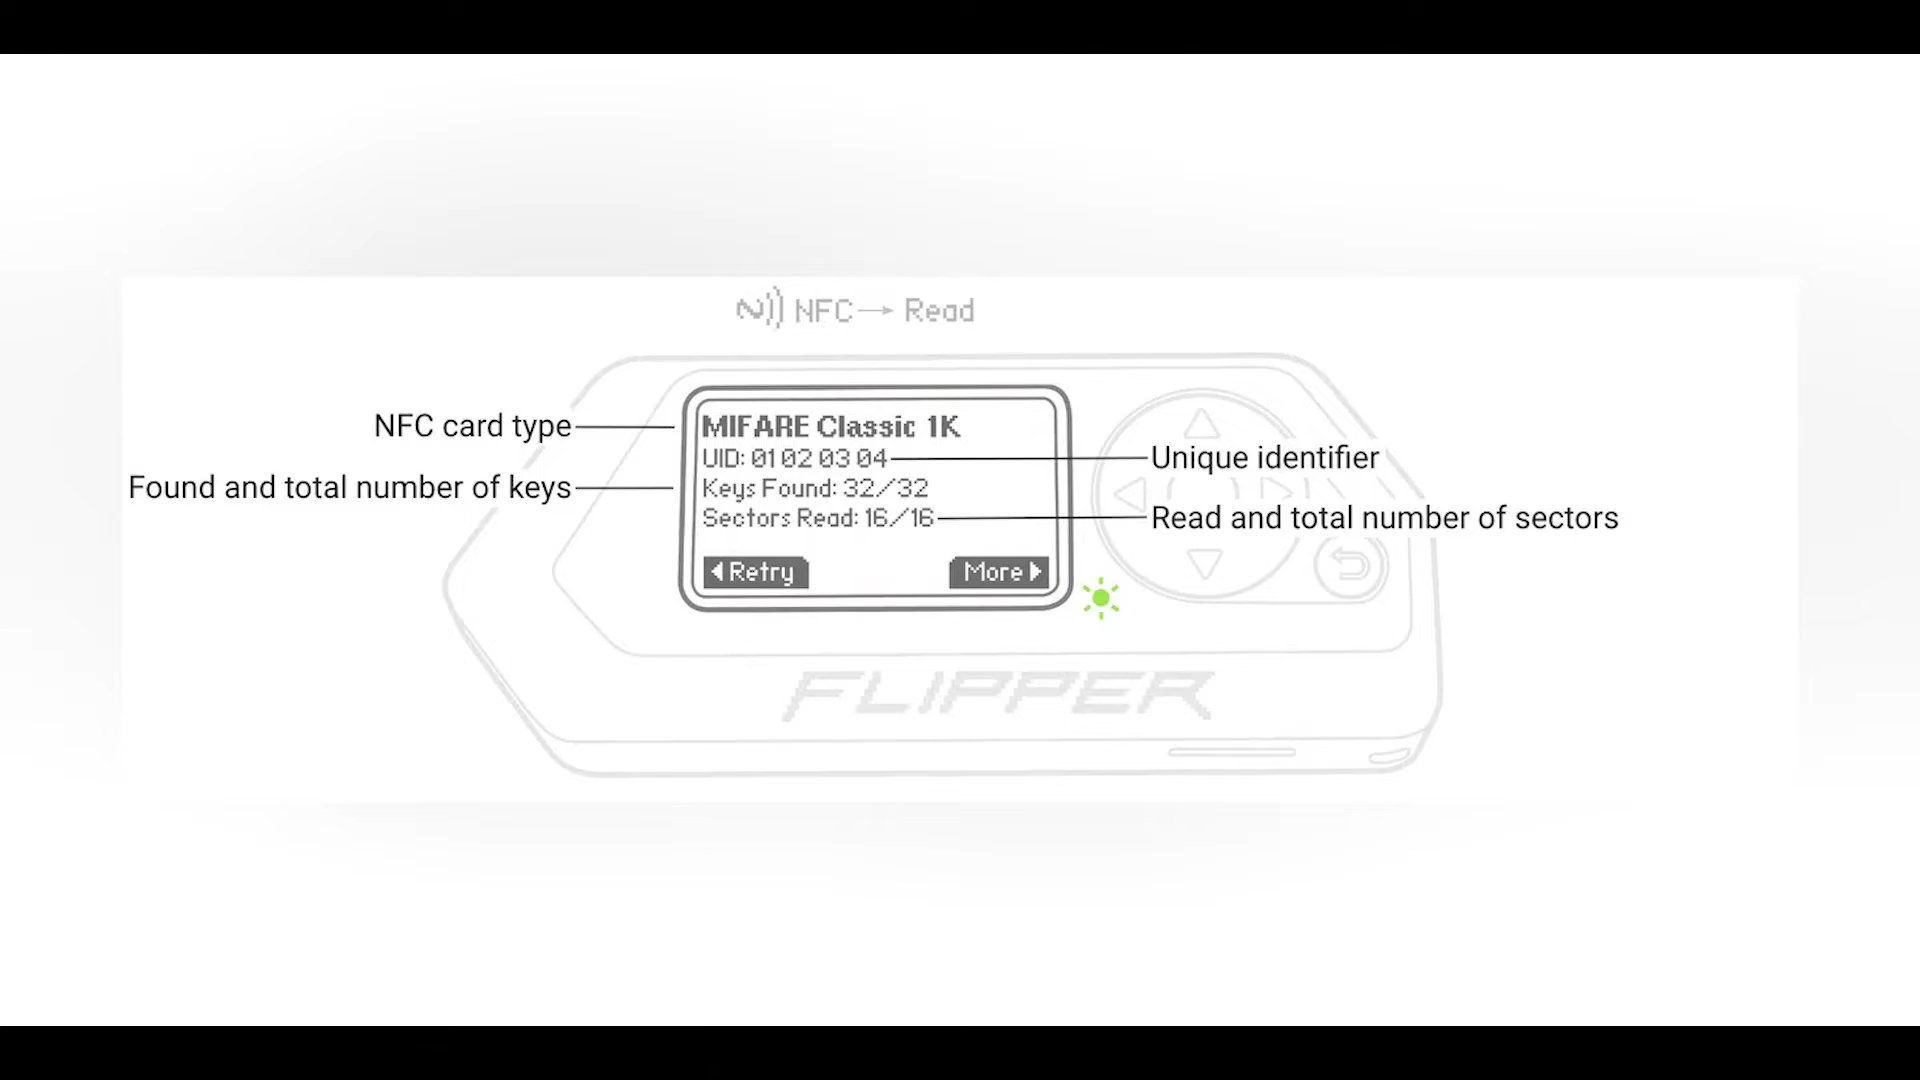 NFC → Read
NFC card type
MIFARE Classic 1K
UID: 01 02 03 04
Unique identifier
Found and total number of keys
Keys Found: 32/32
Sectors Read: 16/16
Read and total number of sectors
Retry
More
FLIPPER